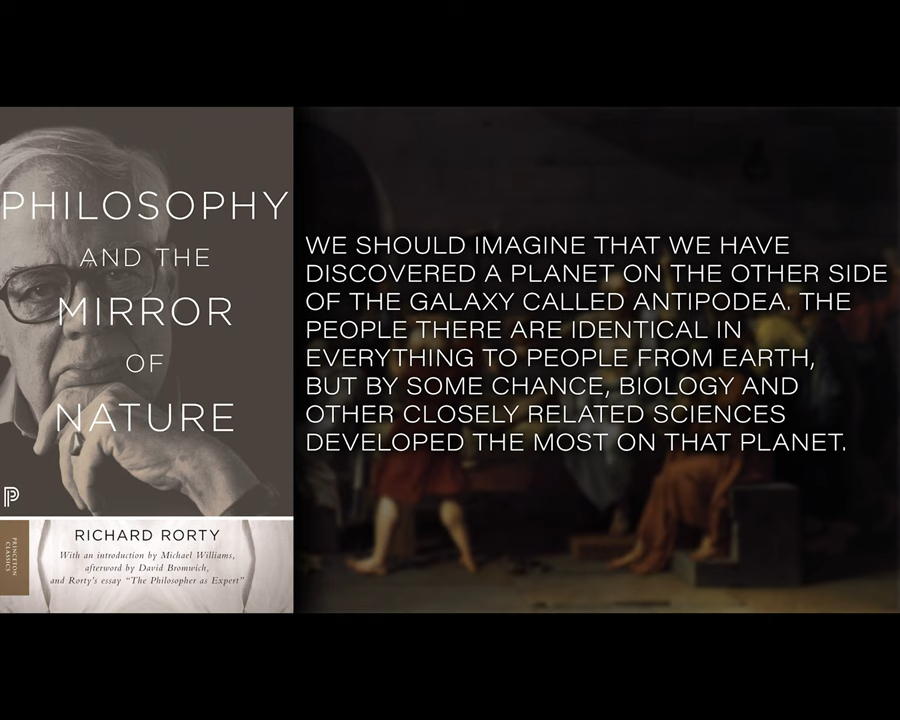 PHILOSOPHY
AND THE
MIRROR
OF
NATURE
P
PRINCETON
CLASSICS
RICHARD RORTY
With an introduction by Michael Williams,
afterword by David Bromwich,
and Rorty's essay "The Philosopher as Expert"
WE SHOULD IMAGINE THAT WE HAVE
DISCOVERED A PLANET ON THE OTHER SIDE
OF THE GALAXY CALLED ANTIPODEA. THE
PEOPLE THERE ARE IDENTICAL IN
EVERYTHING TO PEOPLE FROM EARTH,
BUT BY SOME CHANCE, BIOLOGY AND
OTHER CLOSELY RELATED SCIENCES
DEVELOPED THE MOST ON THAT PLANET.